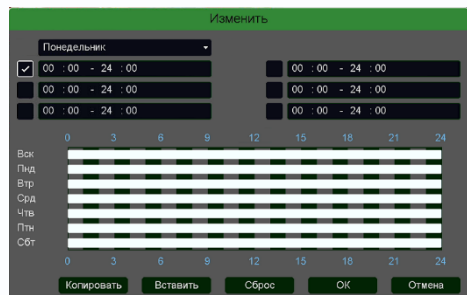 Изменить
Понедельник
00 : 00 - 24 : 00 00 : 00 - 24 : 00
00 : 00 - 24 : 00 00 : 00 - 24 : 00
00 : 00 - 24 : 00 00 : 00 - 24 : 00
0 3 6 9 12 15 18 21 24
Вск
Пнд
Втр
Срд
Чтв
Птн
Сбт
0 3 6 9 12 15 18 21 24
Копировать Вставить Сброс ОК Отмена